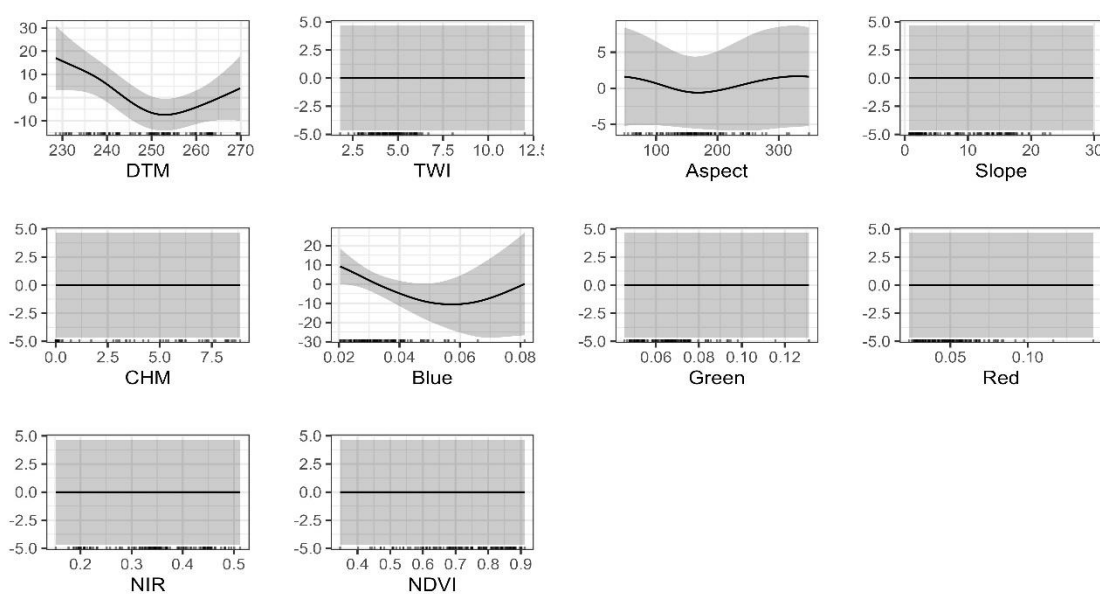 30
20
10
0
-10
230 240 250 260 270
DTM
5.0
2.5
0.0
-2.5
-5.0
2.5 5.0 7.5 10.0 12.5
TWI
5
0
-5
100 200 300
Aspect
5.0
2.5
0.0
-2.5
-5.0
0 10 20 30
Slope
5.0
2.5
0.0
-2.5
-5.0
0.0 2.5 5.0 7.5
CHM
20
10
0
-10
-20
-30
0.02 0.04 0.06 0.08
Blue
5.0
2.5
0.0
-2.5
-5.0
0.06 0.08 0.10 0.12
Green
5.0
2.5
0.0
-2.5
-5.0
0.05 0.10
Red
5.0
2.5
0.0
-2.5
-5.0
0.2 0.3 0.4 0.5
NIR
5.0
2.5
0.0
-2.5
-5.0
0.4 0.5 0.6 0.7 0.8 0.9
NDVI